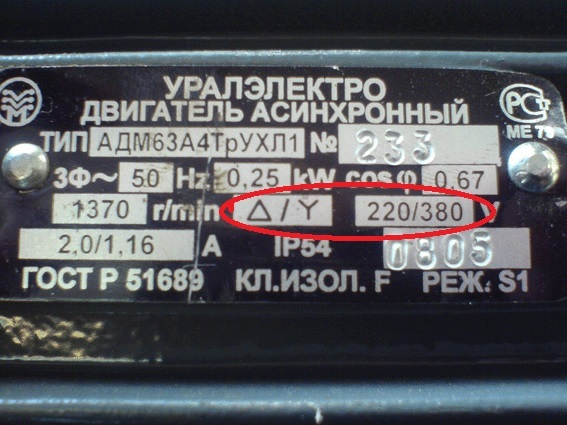 УРАЛЭЛЕКТРО
ДВИГАТЕЛЬ АСИНХРОННЫЙ
ТИП АДМ63А4ТрУХЛ1 № 233
РС
МЕ 79
3Ф~ 50 Hz 0,25 kW cos φ 0,67
1370 r/min Δ/Y 220/380 V
2,0/1,16 A IP54 0805
ГОСТ Р 51689 КЛ.ИЗОЛ. F РЕЖ. S1